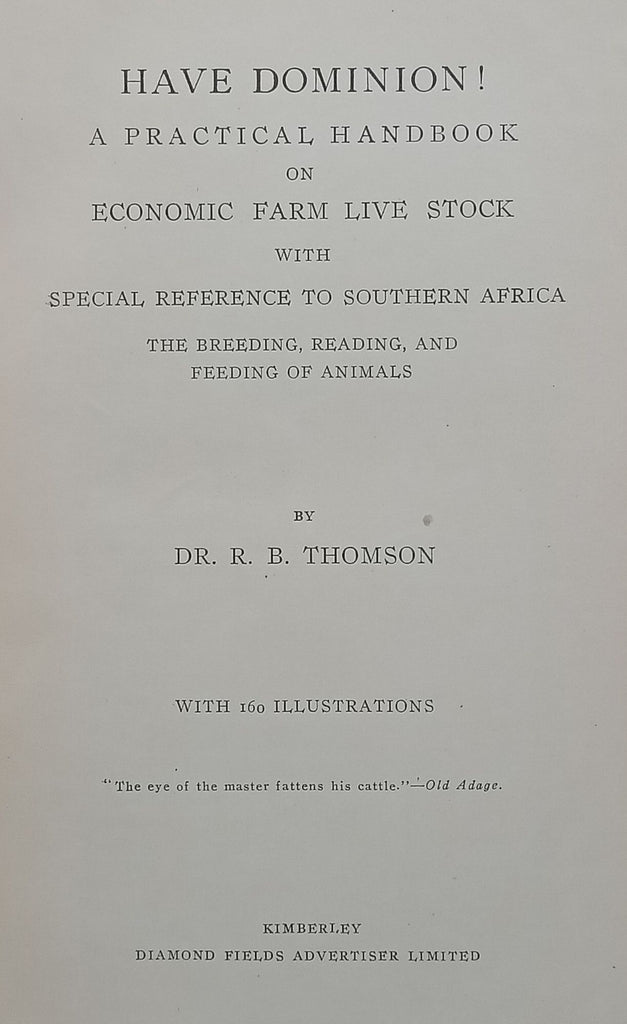 HAVE DOMINION!
A PRACTICAL HANDBOOK
ON
ECONOMIC FARM LIVE STOCK
WITH
SPECIAL REFERENCE TO SOUTHERN AFRICA
THE BREEDING, READING, AND
FEEDING OF ANIMALS
BY
DR. R. B. THOMSON
WITH 160 ILLUSTRATIONS
"The eye of the master fattens his cattle."—Old Adage.
KIMBERLEY
DIAMOND FIELDS ADVERTISER LIMITED